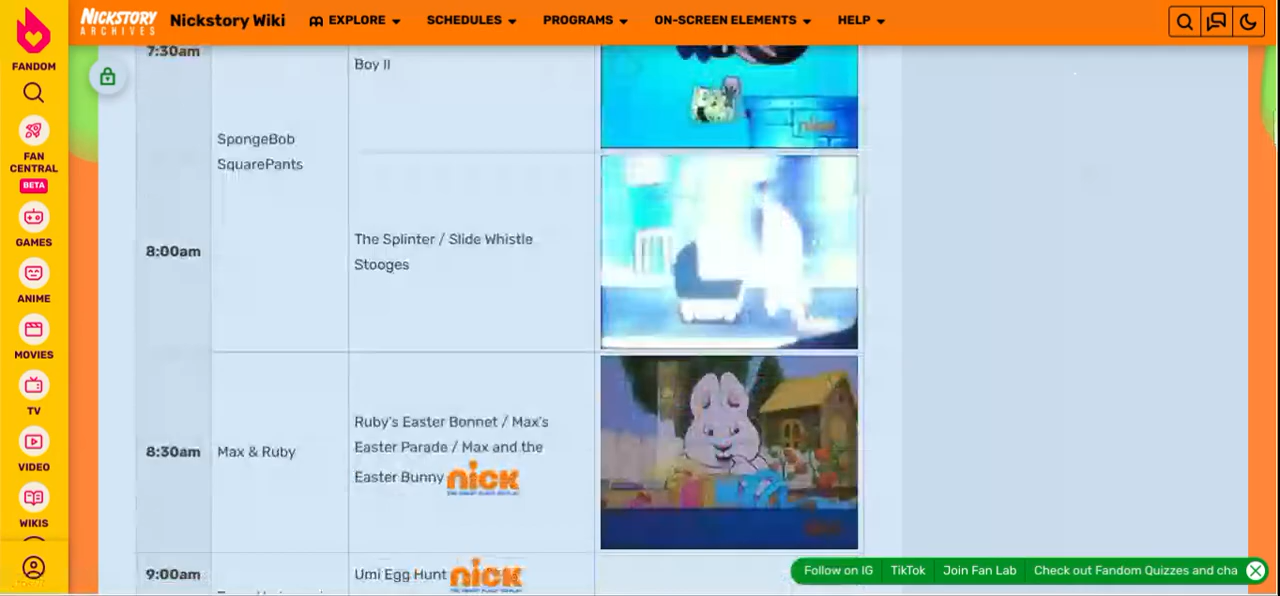 NICKSTORY
ARCHIVES
Nickstory Wiki
EXPLORE
SCHEDULES
PROGRAMS
ON-SCREEN ELEMENTS
HELP
FANDOM
FAN
CENTRAL
BETA
GAMES
ANIME
MOVIES
TV
VIDEO
WIKIS
7:30am
Boy II
SpongeBob
SquarePants
8:00am
The Splinter / Slide Whistle
Stooges
8:30am
Max & Ruby
Ruby's Easter Bonnet / Max's
Easter Parade / Max and the
Easter Bunny nick
9:00am
Umi Egg Hunt nick
Follow on IG
TikTok
Join Fan Lab
Check out Fandom Quizzes and cha